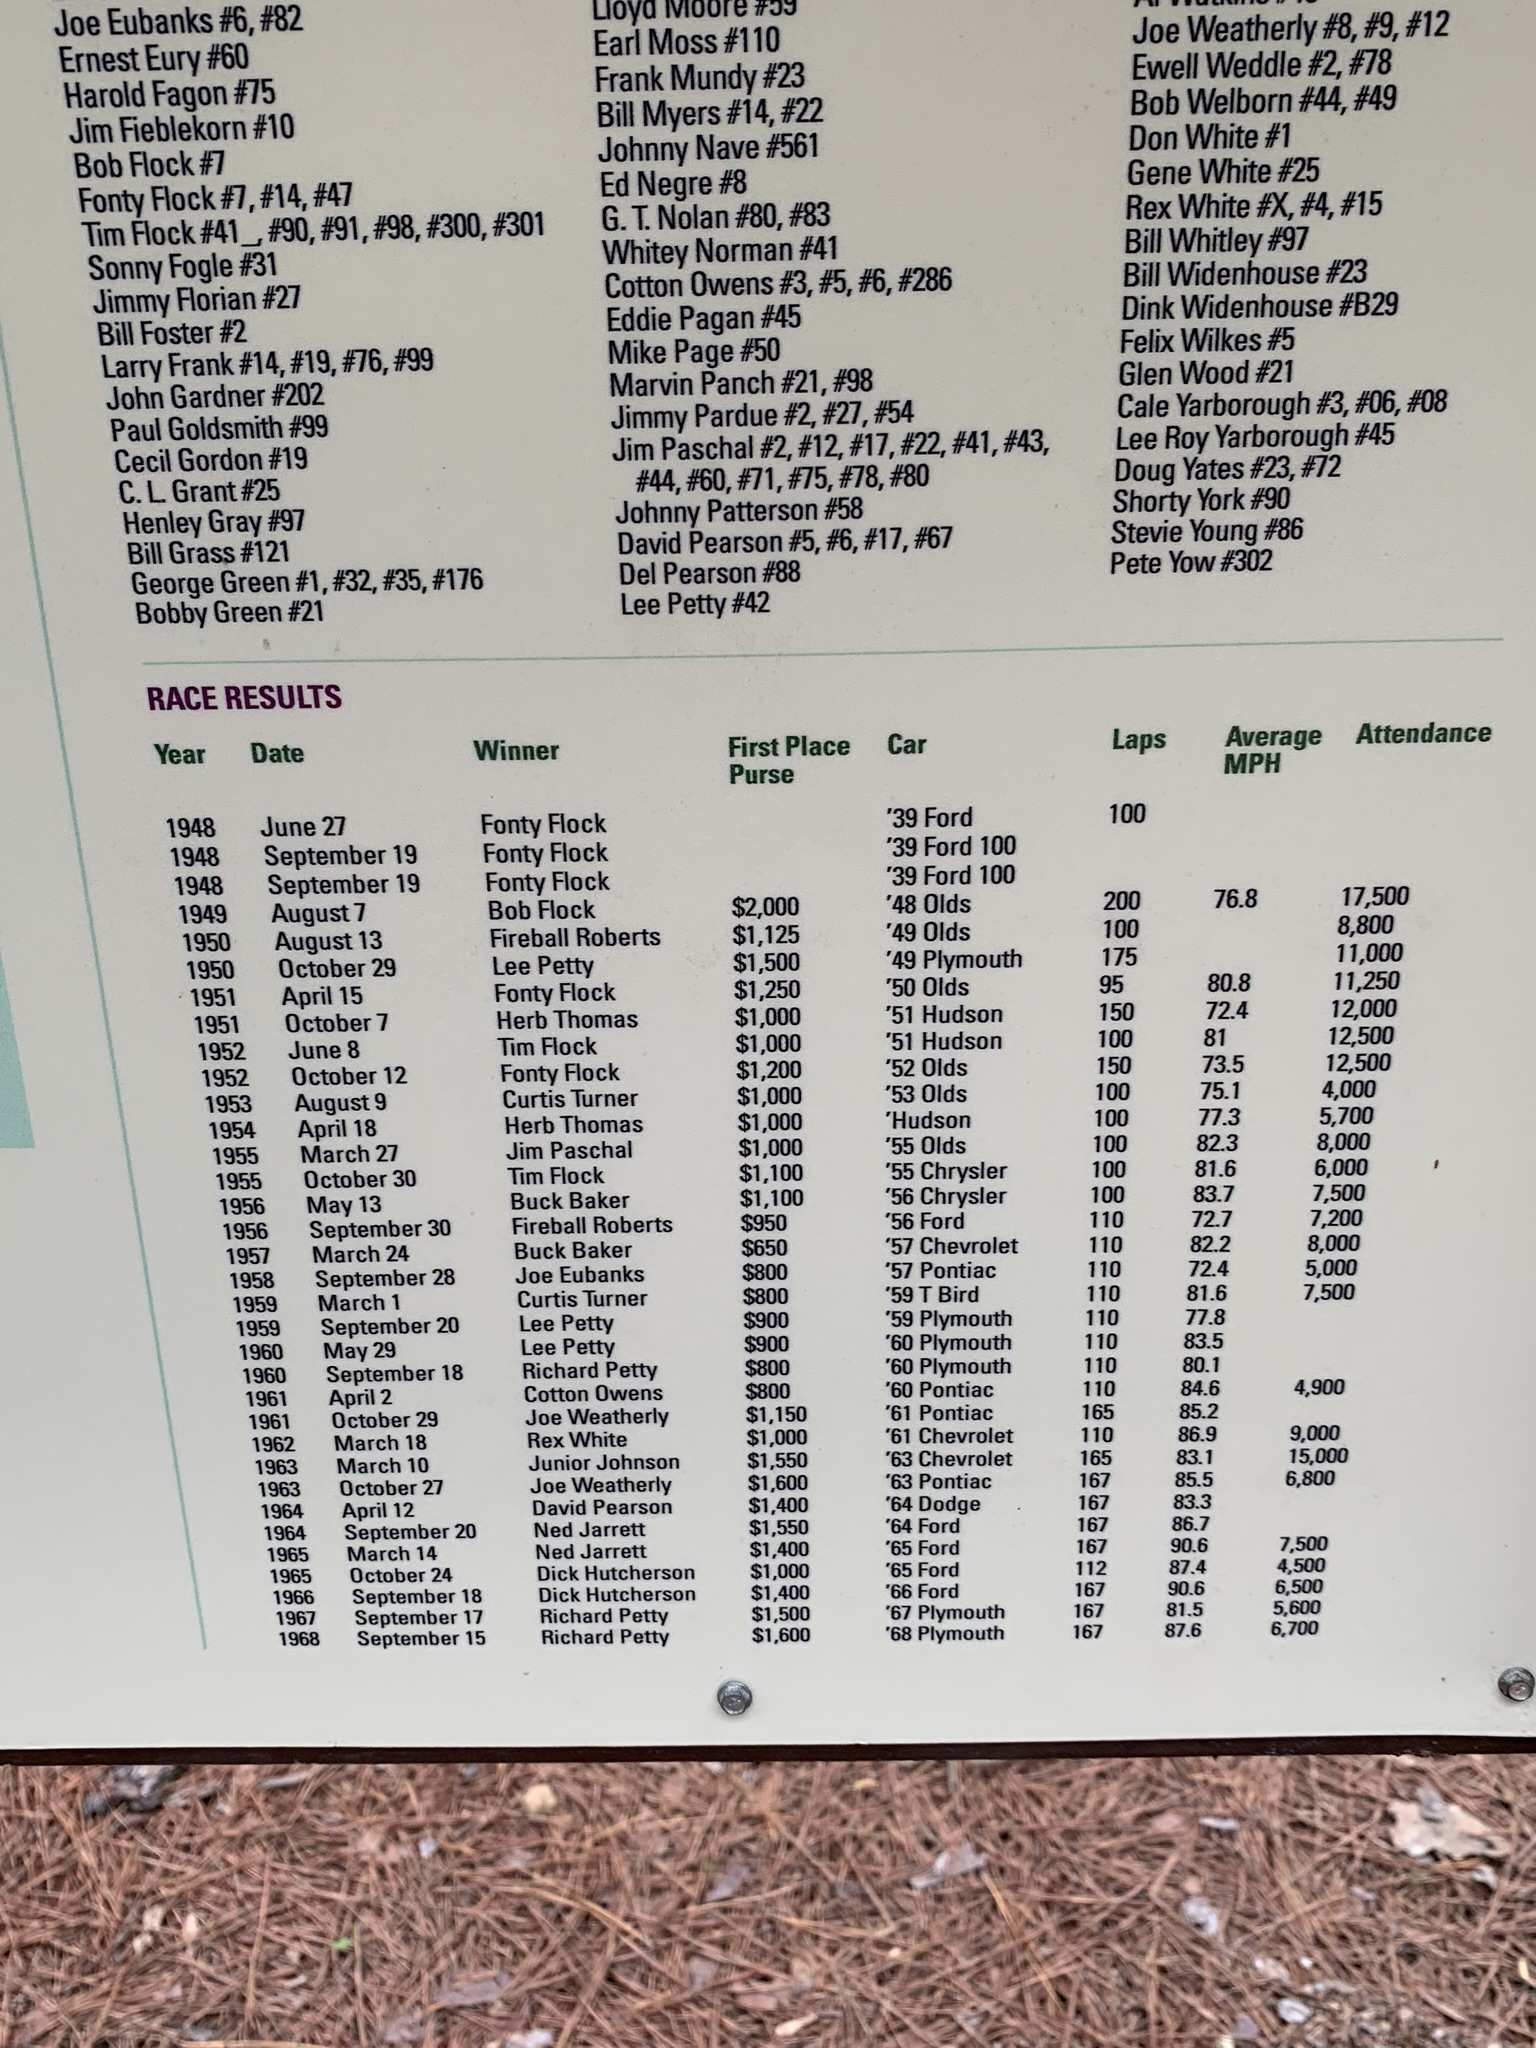 Joe Eubanks #6, #82
Ernest Eury #60
Harold Fagon #75
Jim Fieblekorn #10
Bob Flock #7
Fonty Flock #7, #14, #47
Tim Flock #41_, #90, #91, #98, #300, #301
Sonny Fogle #31
Jimmy Florian #27
Bill Foster #2
Larry Frank #14, #19, #76, #99
John Gardner #202
Paul Goldsmith #99
Cecil Gordon #19
C. L. Grant #25
Henley Gray #97
Bill Grass #121
George Green #1, #32, #35, #176
Bobby Green #21
Lloyd Moore #59
Earl Moss #110
Frank Mundy #23
Bill Myers #14, #22
Johnny Nave #561
Ed Negre #8
G. T. Nolan #80, #83
Whitey Norman #41
Cotton Owens #3, #5, #6, #286
Eddie Pagan #45
Mike Page #50
Marvin Panch #21, #98
Jimmy Pardue #2, #27, #54
Jim Paschal #2, #12, #17, #22, #41, #43,
#44, #60, #71, #75, #78, #80
Johnny Patterson #58
David Pearson #5, #6, #17, #67
Del Pearson #88
Lee Petty #42
Joe Weatherly #8, #9, #12
Ewell Weddle #2, #78
Bob Welborn #44, #49
Don White #1
Gene White #25
Rex White #X, #4, #15
Bill Whitley #97
Bill Widenhouse #23
Dink Widenhouse #B29
Felix Wilkes #5
Glen Wood #21
Cale Yarborough #3, #06, #08
Lee Roy Yarborough #45
Doug Yates #23, #72
Shorty York #90
Stevie Young #86
Pete Yow #302
RACE RESULTS
Year Date Winner First Place Purse Car Laps Average MPH Attendance
1948 June 27 Fonty Flock '39 Ford 100
1948 September 19 Fonty Flock '39 Ford 100
1948 September 19 Fonty Flock '39 Ford 100
1949 August 7 Bob Flock $2,000 '48 Olds 200 76.8 17,500
1950 August 13 Fireball Roberts $1,125 '49 Olds 100 8,800
1950 October 29 Lee Petty $1,500 '49 Plymouth 175 11,000
1951 April 15 Fonty Flock $1,250 '50 Olds 95 80.8 11,250
1951 October 7 Herb Thomas $1,000 '51 Hudson 150 72.4 12,000
1952 June 8 Tim Flock $1,000 '51 Hudson 100 81 12,500
1952 October 12 Fonty Flock $1,200 '52 Olds 150 73.5 12,500
1953 August 9 Curtis Turner $1,000 '53 Olds 100 75.1 4,000
1954 April 18 Herb Thomas $1,000 'Hudson 100 77.3 5,700
1955 March 27 Jim Paschal $1,000 '55 Olds 100 82.3 8,000
1955 October 30 Tim Flock $1,100 '55 Chrysler 100 81.6 6,000
1956 May 13 Buck Baker $1,100 '56 Chrysler 100 83.7 7,500
1956 September 30 Fireball Roberts $950 '56 Ford 110 72.7 7,200
1957 March 24 Buck Baker $650 '57 Chevrolet 110 82.2 8,000
1958 September 28 Joe Eubanks $800 '57 Pontiac 110 72.4 5,000
1959 March 1 Curtis Turner $800 '59 T Bird 110 81.6 7,500
1959 September 20 Lee Petty $900 '59 Plymouth 110 77.8
1960 May 29 Lee Petty $900 '60 Plymouth 110 83.5
1960 September 18 Richard Petty $800 '60 Plymouth 110 80.1
1961 April 2 Cotton Owens $800 '60 Pontiac 110 84.6 4,900
1961 October 29 Joe Weatherly $1,150 '61 Pontiac 165 85.2
1962 March 18 Rex White $1,000 '61 Chevrolet 110 86.9 9,000
1963 March 10 Junior Johnson $1,550 '63 Chevrolet 165 83.1 15,000
1963 October 27 Joe Weatherly $1,600 '63 Pontiac 167 85.5 6,800
1964 April 12 David Pearson $1,400 '64 Dodge 167 83.3
1964 September 20 Ned Jarrett $1,550 '64 Ford 167 86.7
1965 March 14 Ned Jarrett $1,400 '65 Ford 167 90.6 7,500
1965 October 24 Dick Hutcherson $1,000 '65 Ford 112 87.4 4,500
1966 September 18 Dick Hutcherson $1,400 '66 Ford 167 90.6 6,500
1967 September 17 Richard Petty $1,500 '67 Plymouth 167 81.5 5,600
1968 September 15 Richard Petty $1,600 '68 Plymouth 167 87.6 6,700